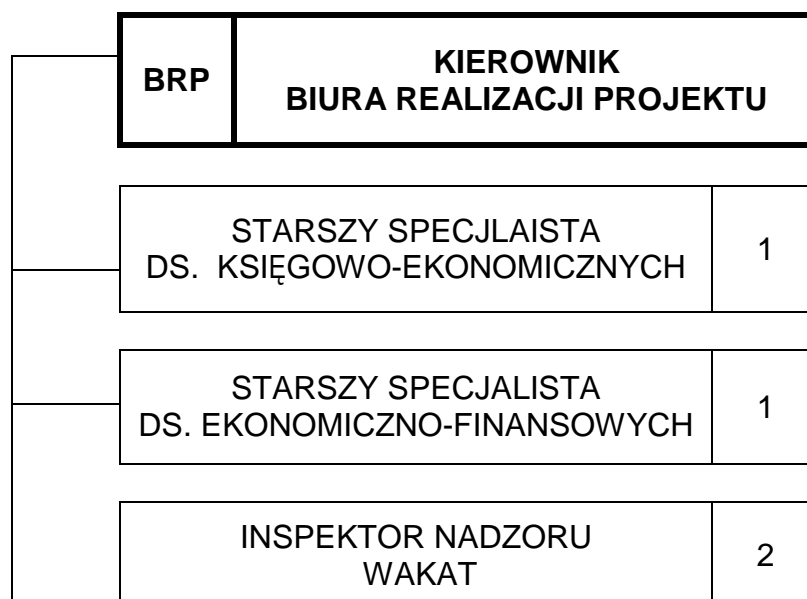 BRP
KIEROWNIK
BIURA REALIZACJI PROJEKTU
STARSZY SPECJLAISTA
DS. KSIĘGOWO-EKONOMICZNYCH
1
STARSZY SPECJALISTA
DS. EKONOMICZNO-FINANSOWYCH
1
INSPEKTOR NADZORU
WAKAT
2